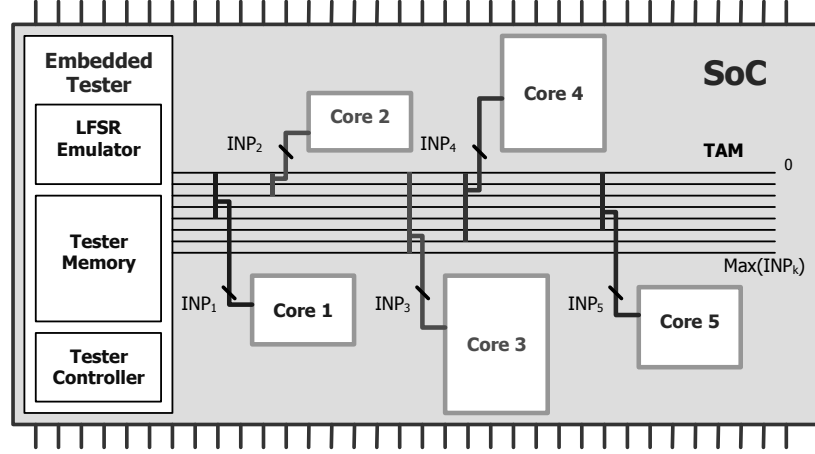 Embedded
Tester
LFSR
Emulator
Tester
Memory
Tester
Controller
SoC
Core 4
Core 2
INP₂
INP₄
TAM
0
Max(INPₖ)
INP₁
Core 1
INP₃
Core 3
INP₅
Core 5